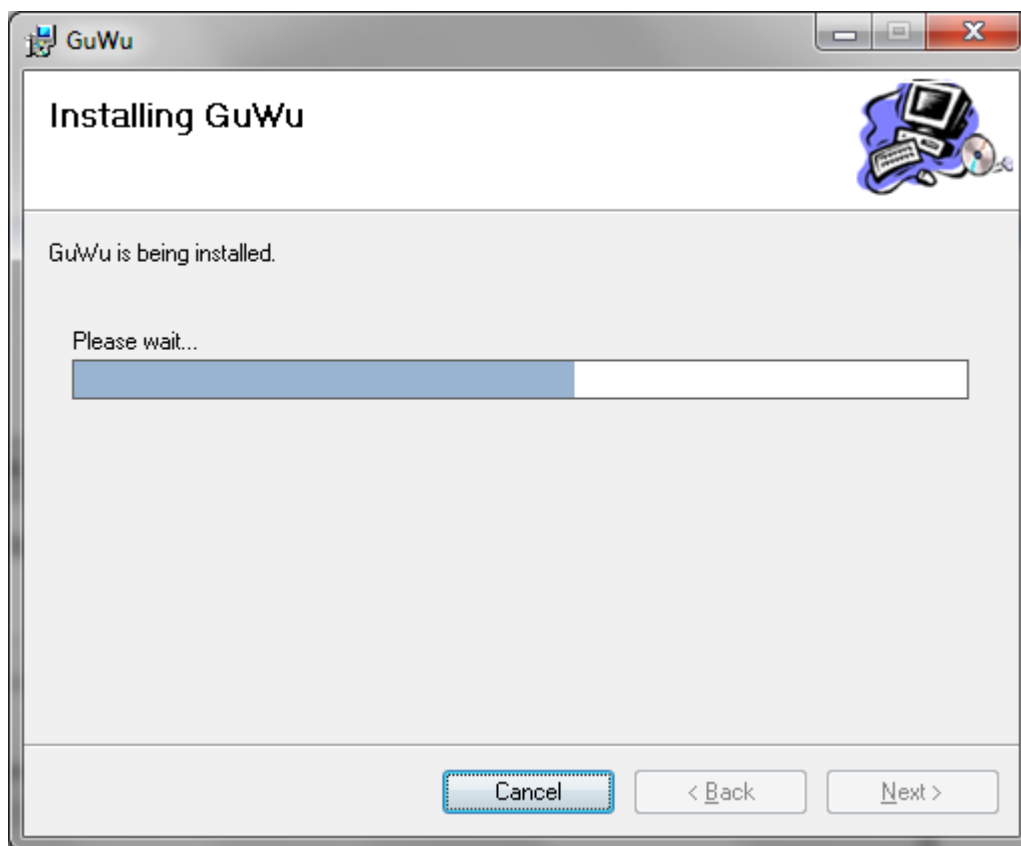 GuWu
Installing GuWu
GuWu is being installed.
Please wait...
Cancel
< Back
Next >